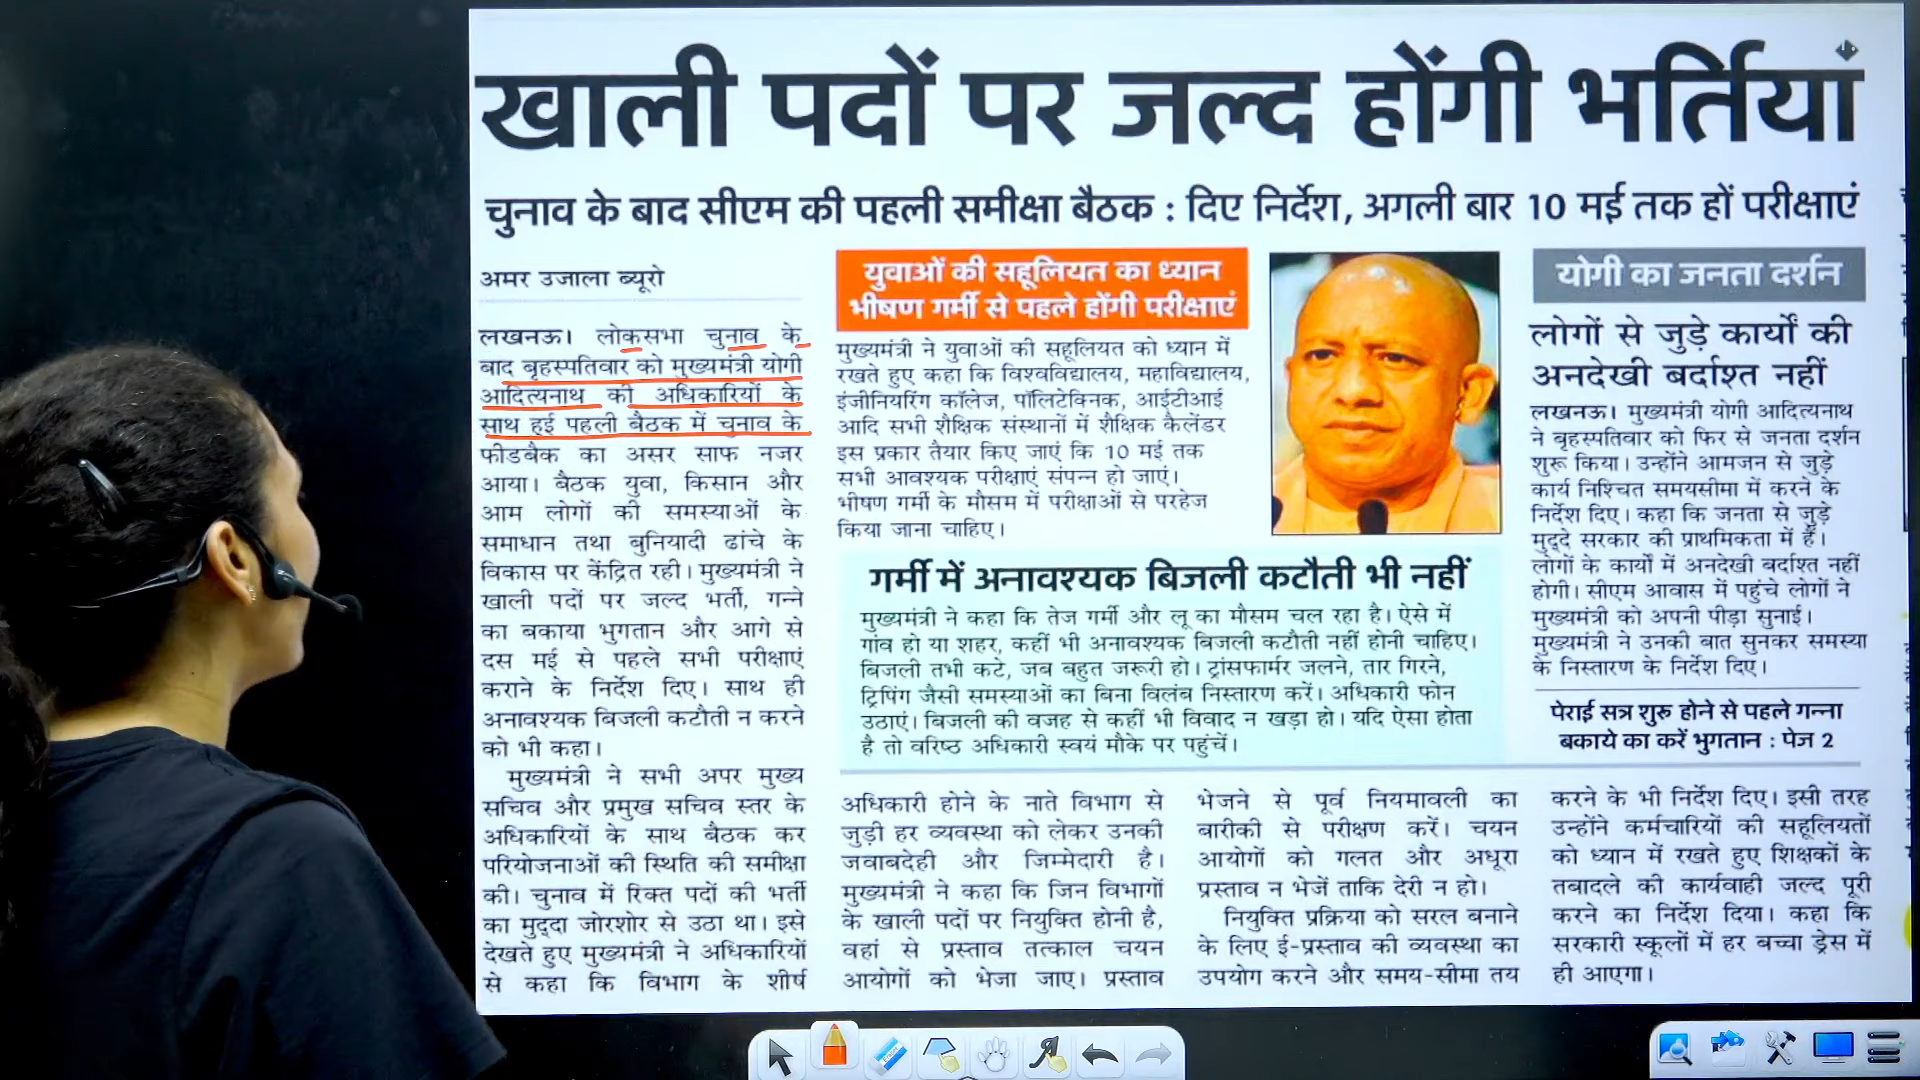 खाली पदों पर जल्द होंगी भर्तियां
चुनाव के बाद सीएम की पहली समीक्षा बैठक : दिए निर्देश, अगली बार 10 मई तक हों परीक्षाएं
अमर उजाला ब्यूरो
लखनऊ। लोकसभा चुनाव के
बाद बृहस्पतिवार को मुख्यमंत्री योगी
आदित्यनाथ की अधिकारियों के
साथ हुई पहली बैठक में चुनाव के
फीडबैक का असर साफ नजर
आया। बैठक युवा, किसान और
आम लोगों की समस्याओं के
समाधान तथा बुनियादी ढांचे के
विकास पर केंद्रित रही। मुख्यमंत्री ने
खाली पदों पर जल्द भर्ती, गन्ने
का बकाया भुगतान और आगे से
दस मई से पहले सभी परीक्षाएं
कराने के निर्देश दिए। साथ ही
अनावश्यक बिजली कटौती न करने
को भी कहा।
मुख्यमंत्री ने सभी अपर मुख्य
सचिव और प्रमुख सचिव स्तर के
अधिकारियों के साथ बैठक कर
परियोजनाओं की स्थिति की समीक्षा
की। चुनाव में रिक्त पदों की भर्ती
का मुद्दा जोरशोर से उठा था। इसे
देखते हुए मुख्यमंत्री ने अधिकारियों
से कहा कि विभाग के शीर्ष
युवाओं की सहूलियत का ध्यान
भीषण गर्मी से पहले होंगी परीक्षाएं
मुख्यमंत्री ने युवाओं की सहूलियत को ध्यान में
रखते हुए कहा कि विश्वविद्यालय, महाविद्यालय,
इंजीनियरिंग कॉलेज, पॉलिटेक्निक, आईटीआई
आदि सभी शैक्षिक संस्थानों में शैक्षिक कैलेंडर
इस प्रकार तैयार किए जाएं कि 10 मई तक
सभी आवश्यक परीक्षाएं संपन्न हो जाएं।
भीषण गर्मी के मौसम में परीक्षाओं से परहेज
किया जाना चाहिए।
गर्मी में अनावश्यक बिजली कटौती भी नहीं
मुख्यमंत्री ने कहा कि तेज गर्मी और लू का मौसम चल रहा है। ऐसे में
गांव हो या शहर, कहीं भी अनावश्यक बिजली कटौती नहीं होनी चाहिए।
बिजली तभी कटे, जब बहुत जरूरी हो। ट्रांसफार्मर जलने, तार गिरने,
ट्रिपिंग जैसी समस्याओं का बिना विलंब निस्तारण करें। अधिकारी फोन
उठाएं। बिजली की वजह से कहीं भी विवाद न खड़ा हो। यदि ऐसा होता
है तो वरिष्ठ अधिकारी स्वयं मौके पर पहुंचें।
अधिकारी होने के नाते विभाग से
जुड़ी हर व्यवस्था को लेकर उनकी
जवाबदेही और जिम्मेदारी है।
मुख्यमंत्री ने कहा कि जिन विभागों
के खाली पदों पर नियुक्ति होनी है,
वहां से प्रस्ताव तत्काल चयन
आयोगों को भेजा जाए। प्रस्ताव
भेजने से पूर्व नियमावली का
बारीकी से परीक्षण करें। चयन
आयोगों को गलत और अधूरा
प्रस्ताव न भेजें ताकि देरी न हो।
नियुक्ति प्रक्रिया को सरल बनाने
के लिए ई-प्रस्ताव की व्यवस्था का
उपयोग करने और समय-सीमा तय
करने के भी निर्देश दिए। इसी तरह
उन्होंने कर्मचारियों की सहूलियतों
को ध्यान में रखते हुए शिक्षकों के
तबादले की कार्यवाही जल्द पूरी
करने का निर्देश दिया। कहा कि
सरकारी स्कूलों में हर बच्चा ड्रेस में
ही आएगा।
योगी का जनता दर्शन
लोगों से जुड़े कार्यों की
अनदेखी बर्दाश्त नहीं
लखनऊ। मुख्यमंत्री योगी आदित्यनाथ
ने बृहस्पतिवार को फिर से जनता दर्शन
शुरू किया। उन्होंने आमजन से जुड़े
कार्य निश्चित समयसीमा में करने के
निर्देश दिए। कहा कि जनता से जुड़े
मुद्दे सरकार की प्राथमिकता में हैं।
लोगों के कार्यों में अनदेखी बर्दाश्त नहीं
होगी। सीएम आवास में पहुंचे लोगों ने
मुख्यमंत्री को अपनी पीड़ा सुनाई।
मुख्यमंत्री ने उनकी बात सुनकर समस्या
के निस्तारण के निर्देश दिए।
पेराई सत्र शुरू होने से पहले गन्ना
बकाये का करें भुगतान : पेज 2